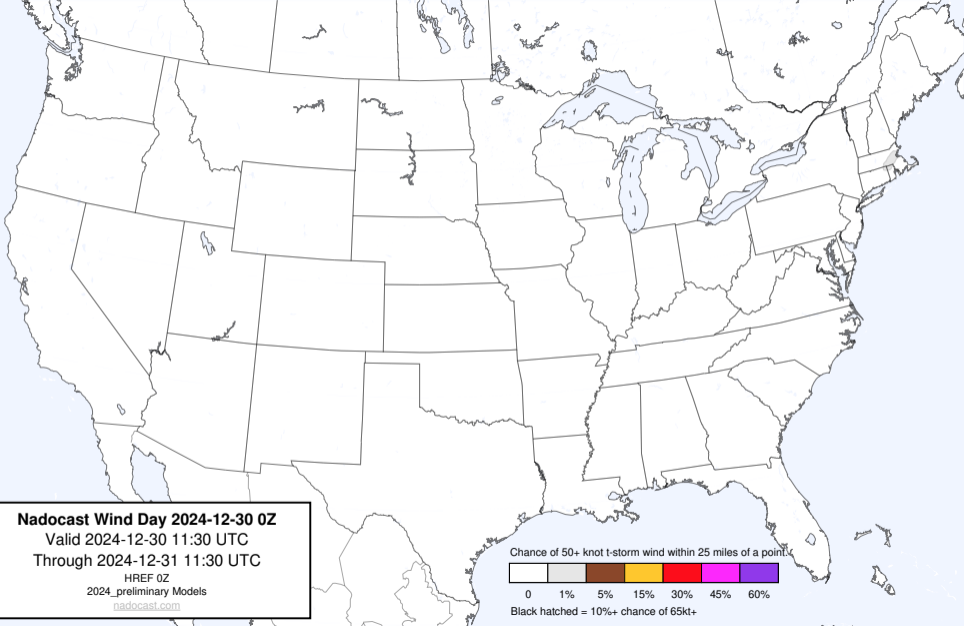 Nadocast Wind Day 2024-12-30 0Z
Valid 2024-12-30 11:30 UTC
Through 2024-12-31 11:30 UTC
HREF 0Z
2024_preliminary Models
nadocast.com
Chance of 50+ knot t-storm wind within 25 miles of a point.
0 1% 5% 15% 30% 45% 60%
Black hatched = 10%+ chance of 65kt+